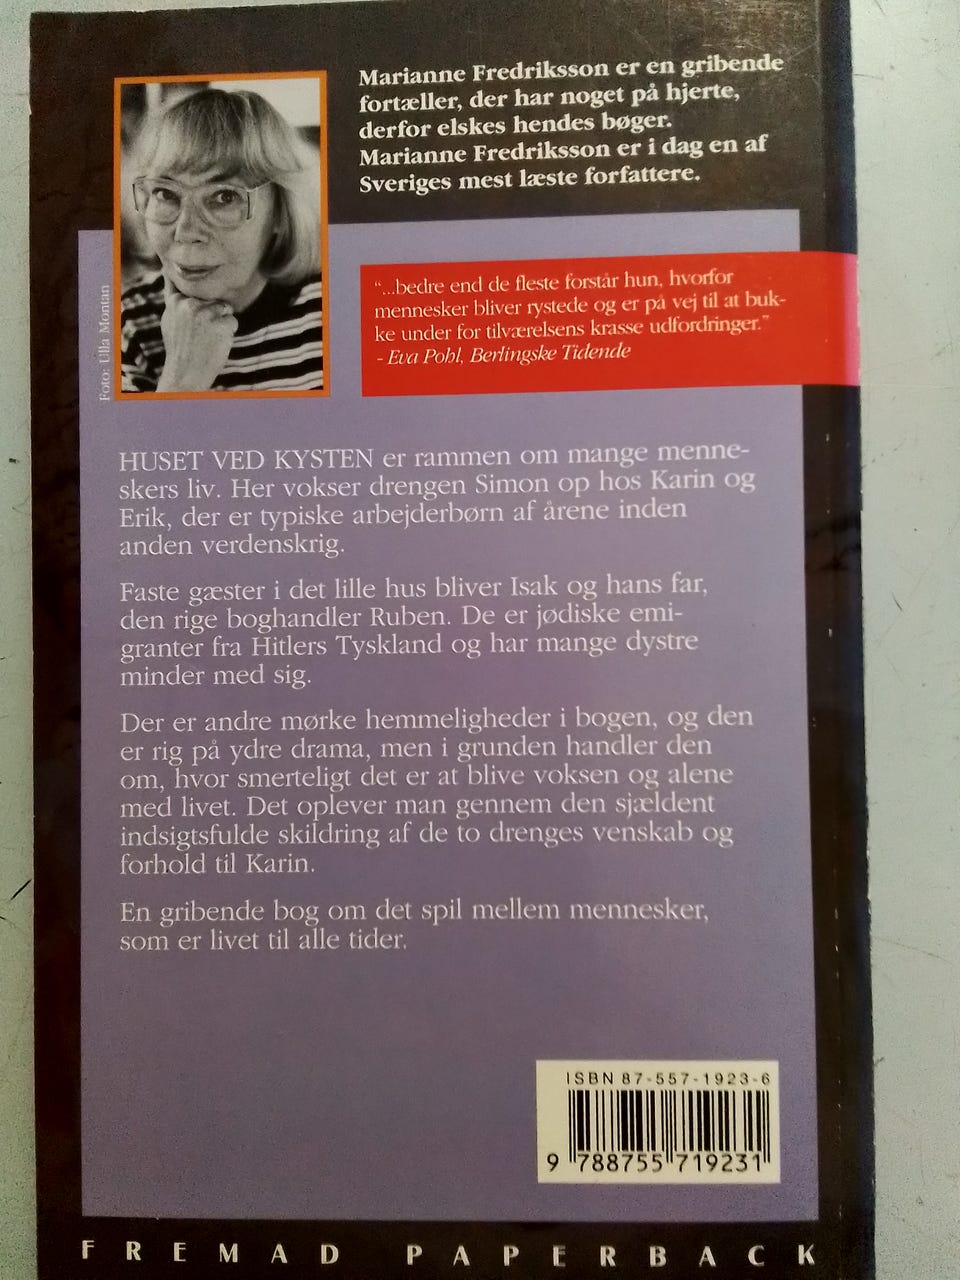 Marianne Fredriksson er en gribende
fortæller, der har noget på hjerte,
derfor elskes hendes bøger.
Marianne Fredriksson er i dag en af
Sveriges mest læste forfattere.
Foto: Ulla Montan
"...bedre end de fleste forstår hun, hvorfor
mennesker bliver rystede og er på vej til at buk-
ke under for tilværelsens krasse udfordringer."
- Eva Pohl, Berlingske Tidende
HUSET VED KYSTEN er rammen om mange menne-
skers liv. Her vokser drengen Simon op hos Karin og
Erik, der er typiske arbejderbørn af årene inden
anden verdenskrig.
Faste gæster i det lille hus bliver Isak og hans far,
den rige boghandler Ruben. De er jødiske emi-
granter fra Hitlers Tyskland og har mange dystre
minder med sig.
Der er andre mørke hemmeligheder i bogen, og den
er rig på ydre drama, men i grunden handler den
om, hvor smerteligt det er at blive voksen og alene
med livet. Det oplever man gennem den sjældent
indsigtsfulde skildring af de to drenges venskab og
forhold til Karin.
En gribende bog om det spil mellem mennesker,
som er livet til alle tider.
ISBN 87-557-1923-6
9 788755 719231
FREMAD PAPERBACK